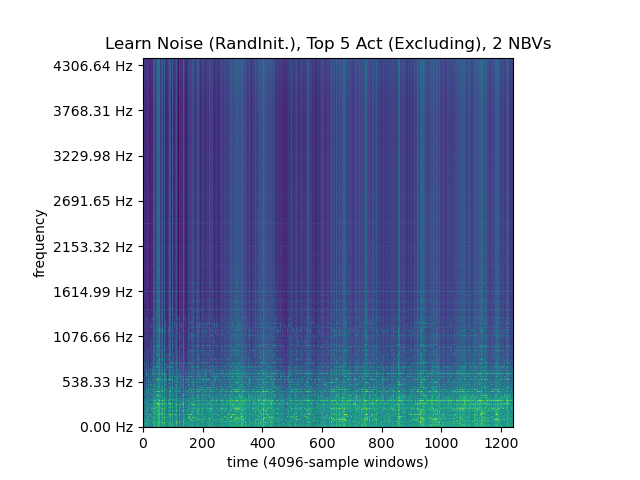 Learn Noise (RandInit.), Top 5 Act (Excluding), 2 NBVs
4306.64 Hz
3768.31 Hz
3229.98 Hz
2691.65 Hz
2153.32 Hz
1614.99 Hz
1076.66 Hz
538.33 Hz
0.00 Hz
frequency
0 200 400 600 800 1000 1200
time (4096-sample windows)